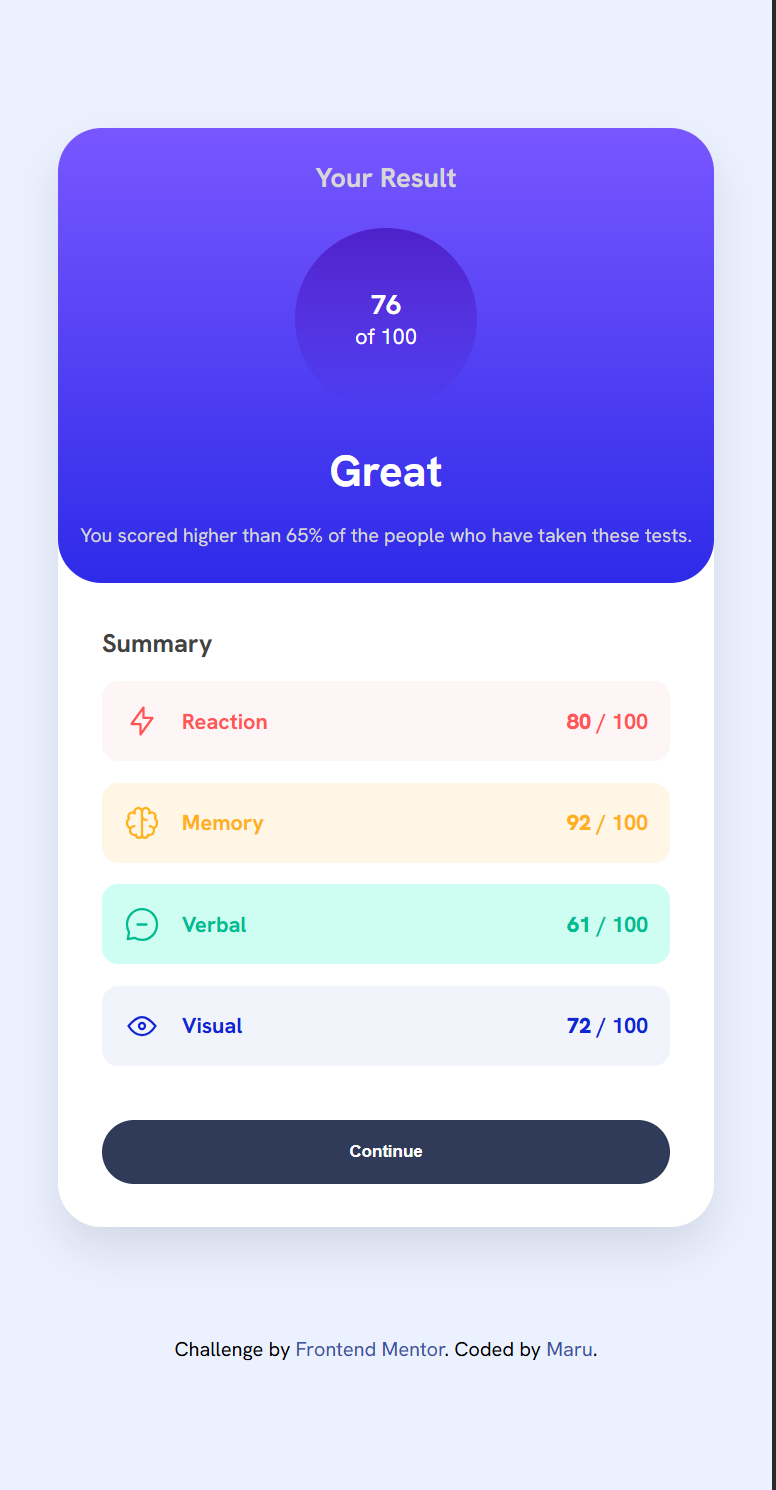 Your Result
76
of 100
Great
You scored higher than 65% of the people who have taken these tests.
Summary
Reaction 80 / 100
Memory 92 / 100
Verbal 61 / 100
Visual 72 / 100
Continue
Challenge by Frontend Mentor. Coded by Maru.